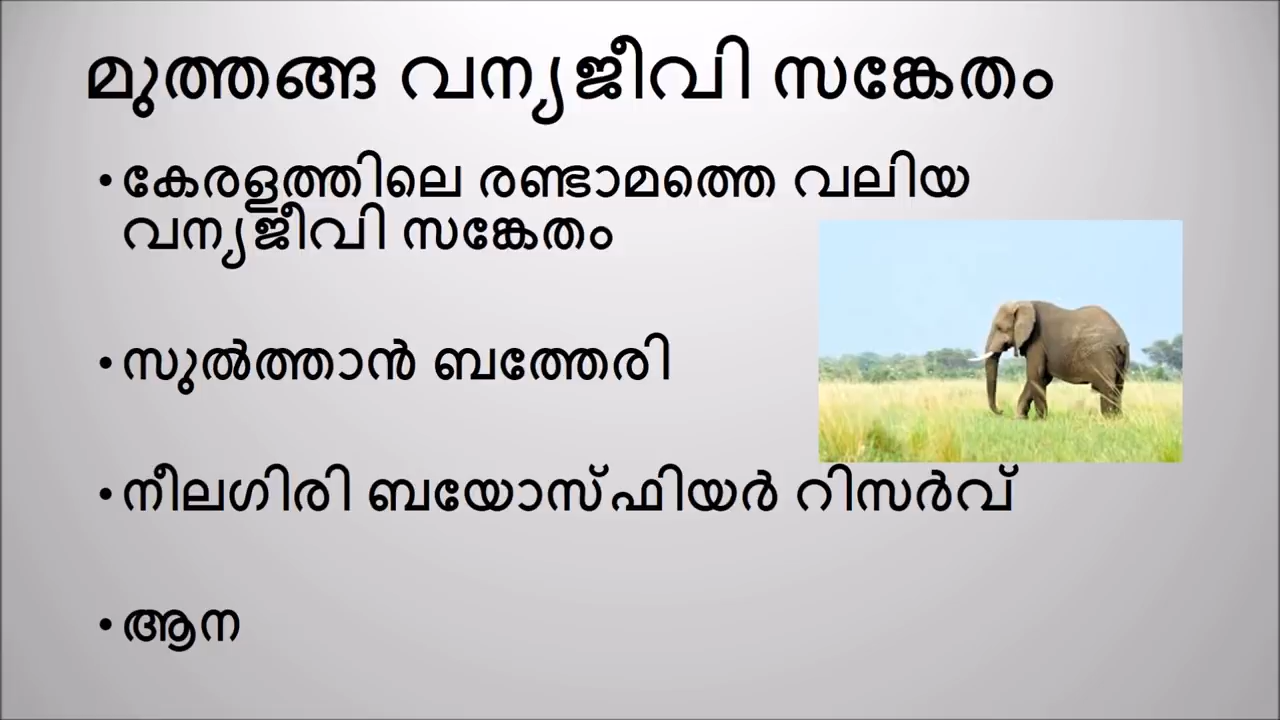 മുത്തങ്ങ വന്യജീവി സങ്കേതം
•കേരളത്തിലെ രണ്ടാമത്തെ വലിയ
വന്യജീവി സങ്കേതം
•സുൽത്താൻ ബത്തേരി
•നീലഗിരി ബയോസ്ഫിയർ റിസർവ്
•ആന